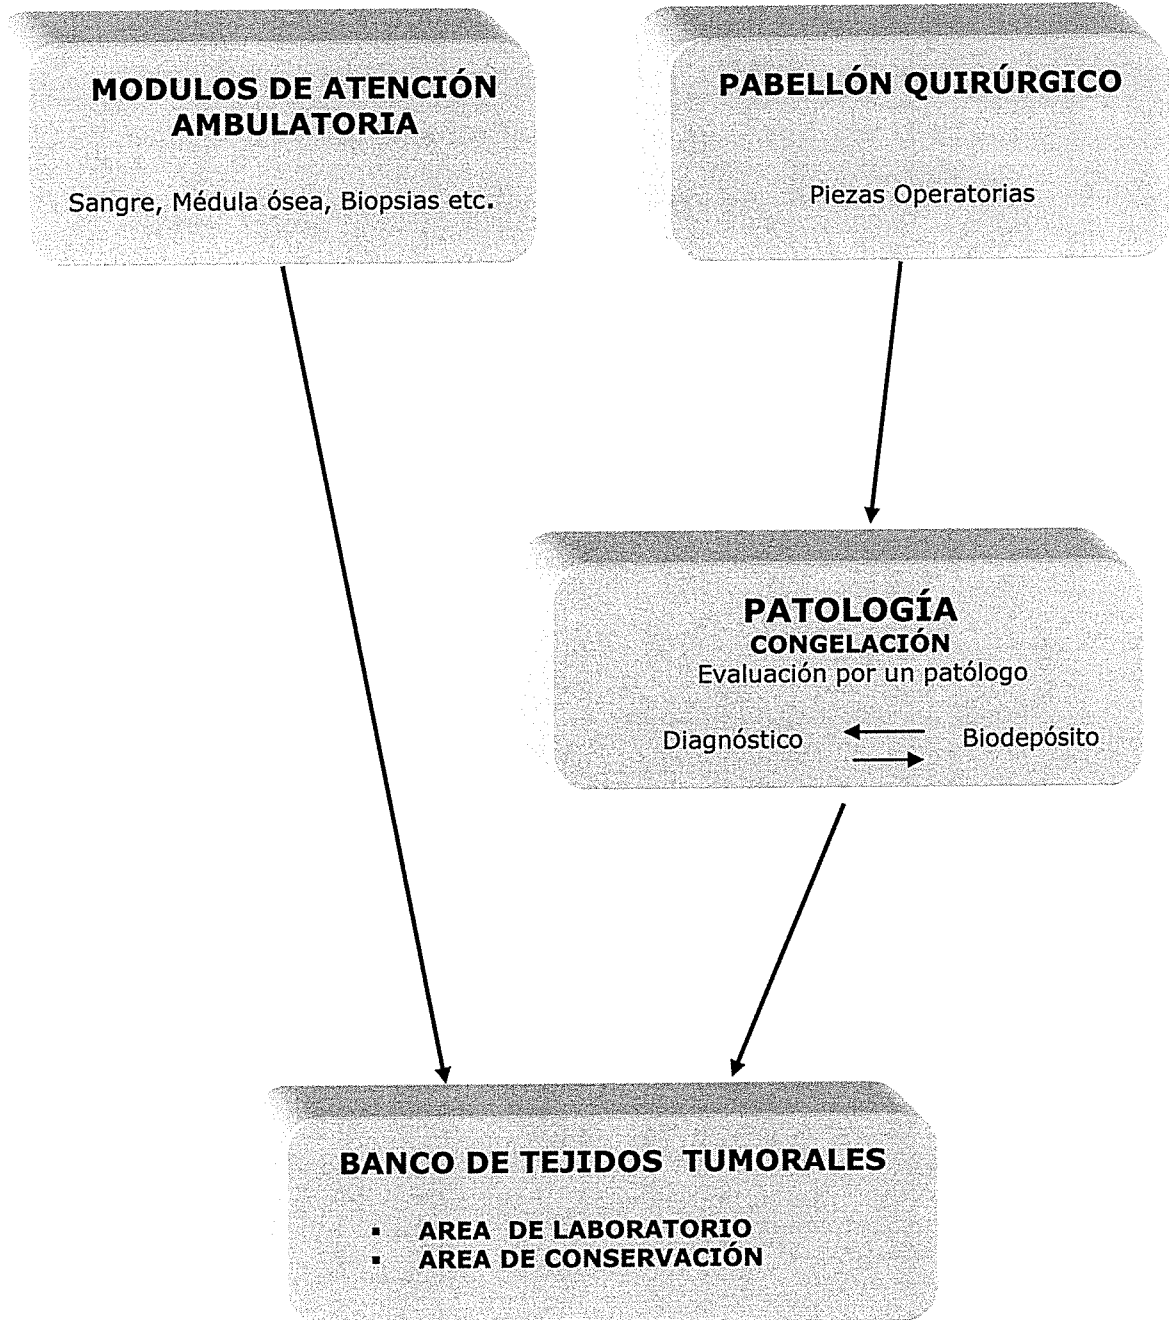 MODULOS DE ATENCIÓN
AMBULATORIA
Sangre, Médula ósea, Biopsias etc.
PABELLÓN QUIRÚRGICO
Piezas Operatorias
PATOLOGÍA
CONGELACIÓN
Evaluación por un patólogo
Diagnóstico Biodepósito
BANCO DE TEJIDOS TUMORALES
▪ AREA DE LABORATORIO
▪ AREA DE CONSERVACIÓN